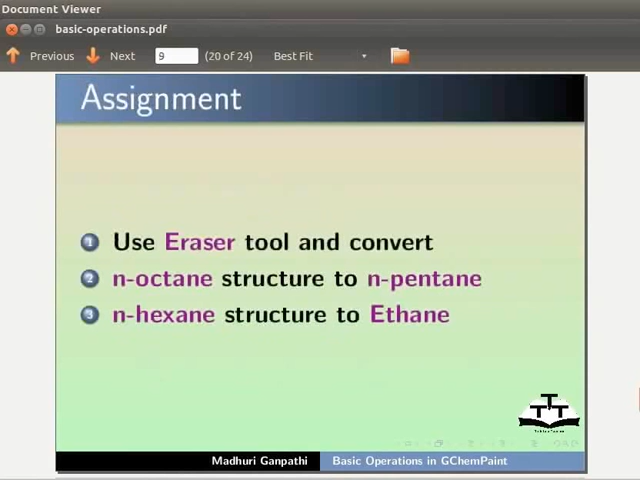 Document Viewer
basic-operations.pdf
Previous Next 9 (20 of 24) Best Fit
Assignment
1 Use Eraser tool and convert
2 n-octane structure to n-pentane
3 n-hexane structure to Ethane
TTT
Madhuri Ganpathi Basic Operations in GChemPaint